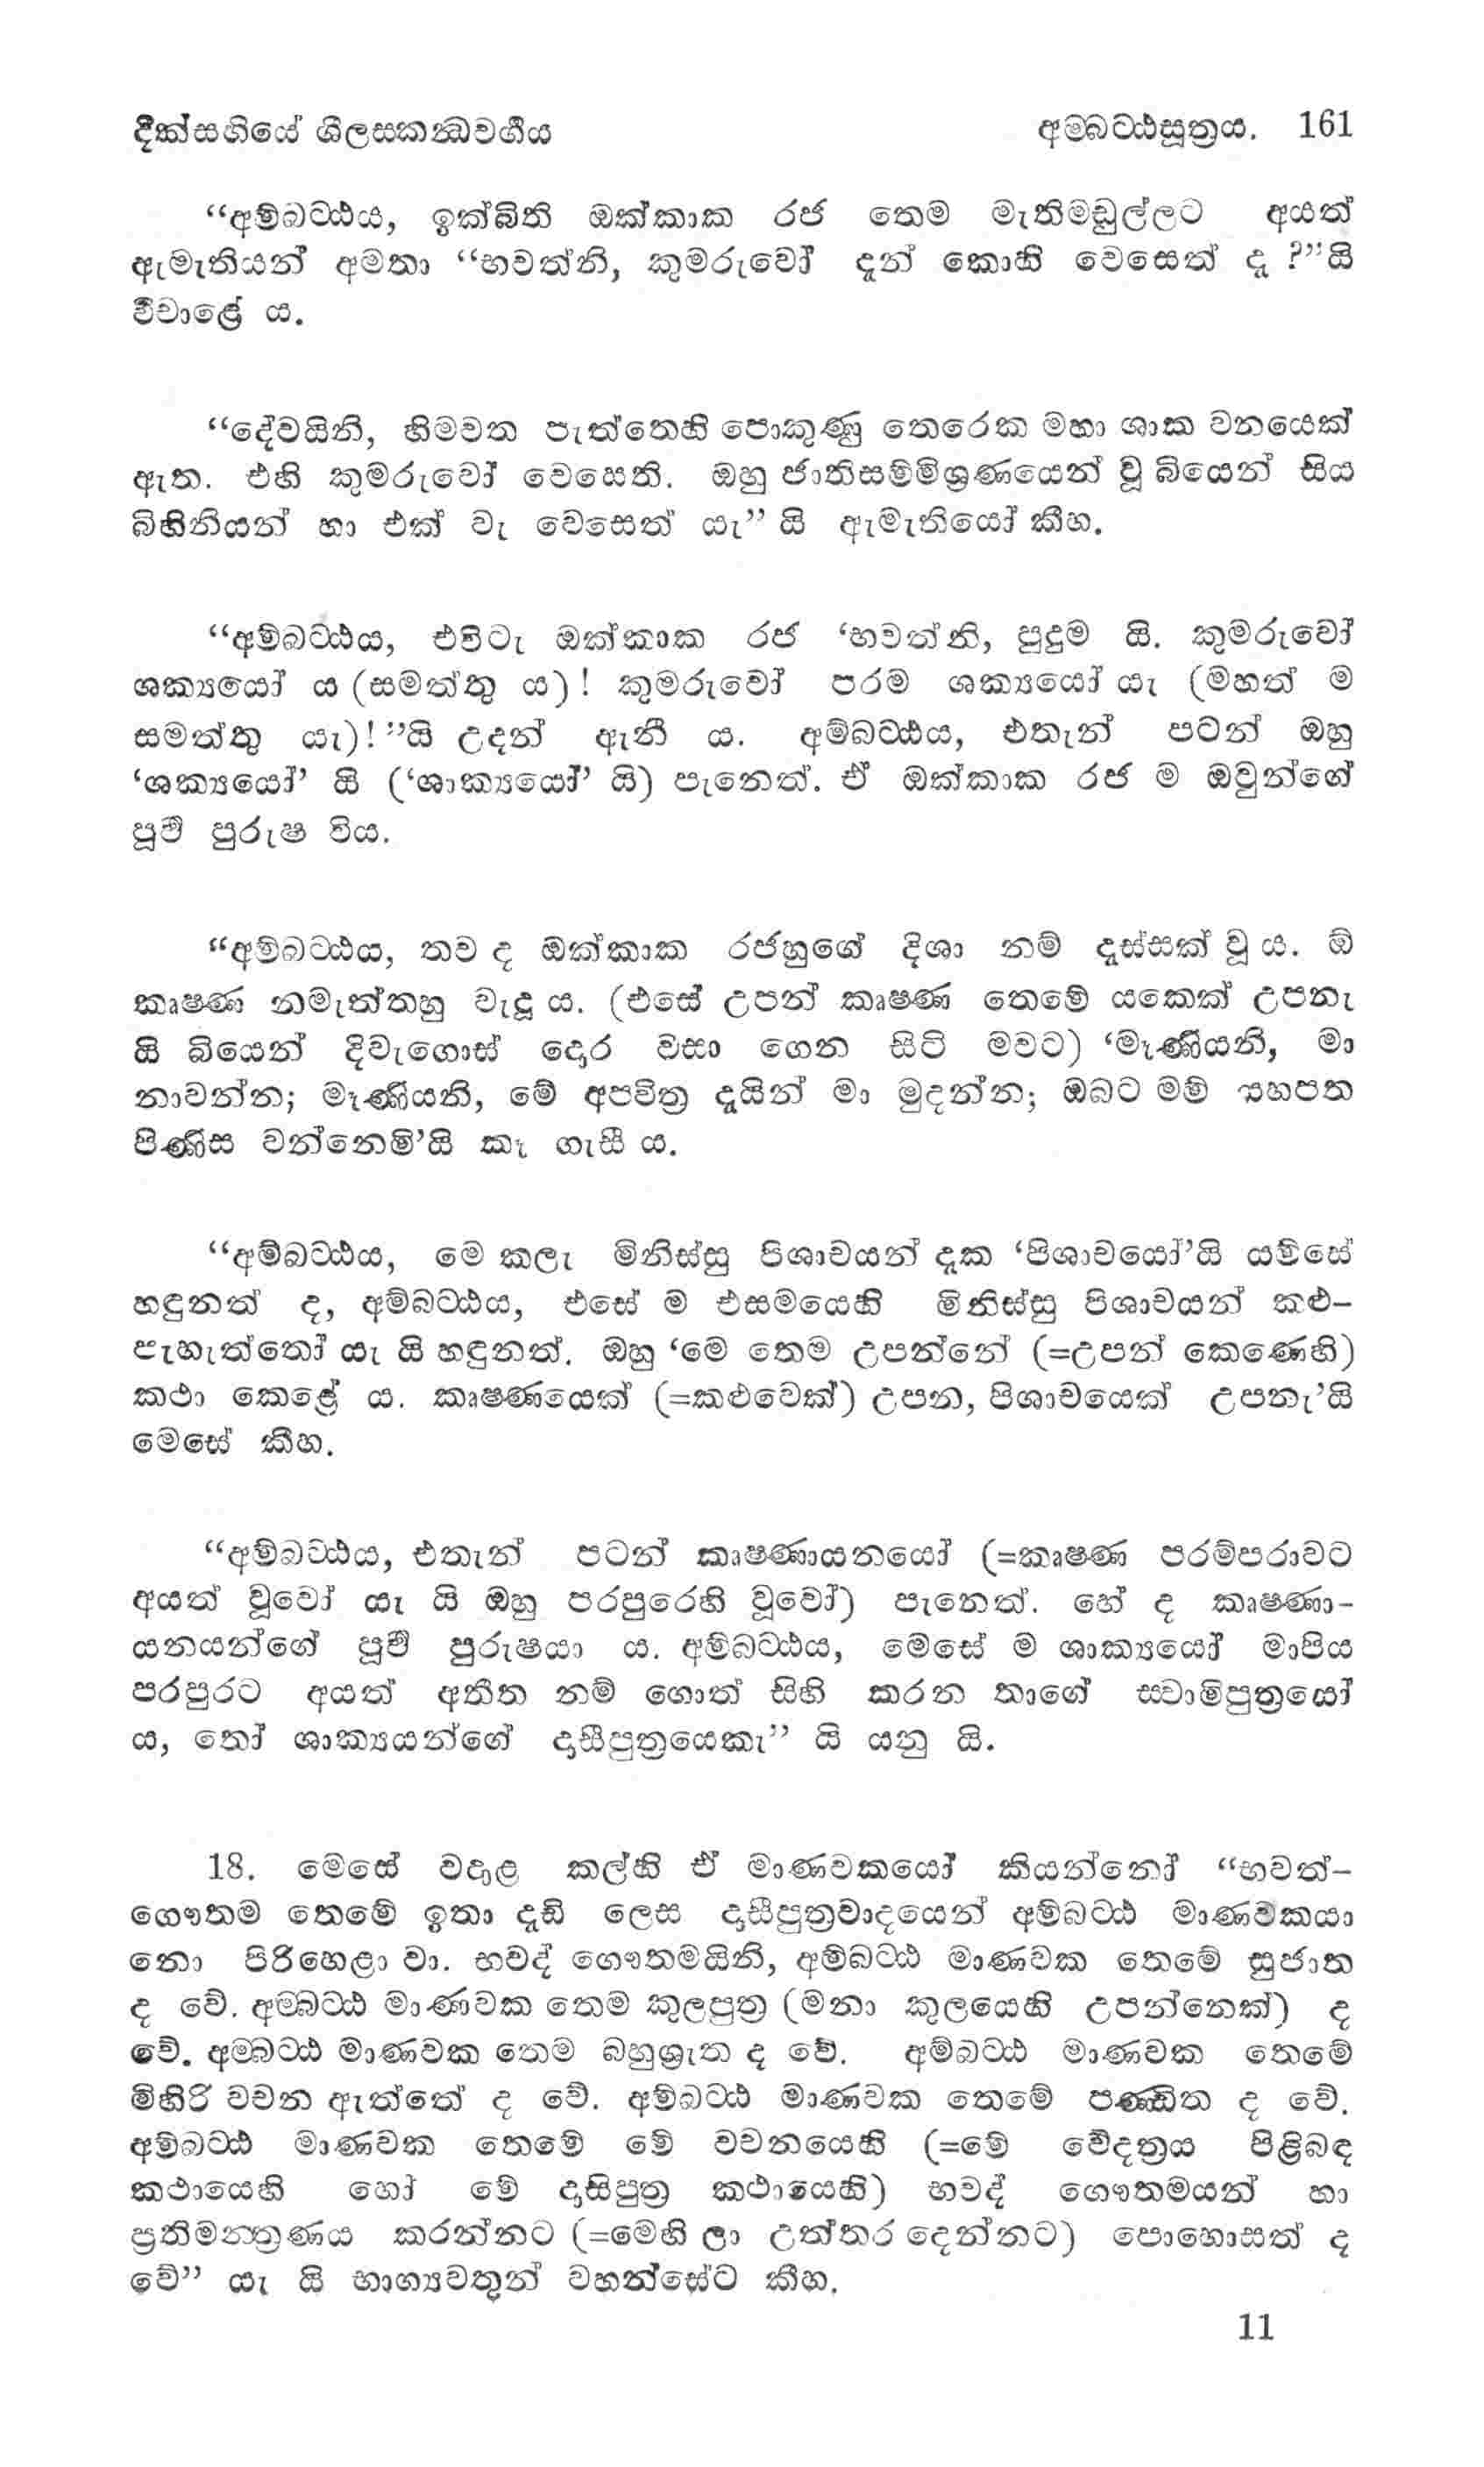 දීක්සඟියේ ශීලසකන්‍ධවර්‍ගය අම්බට්ඨසූත්‍රය. 161
“අම්බට්ඨය, ඉක්බිති ඔක්කාක රජ තෙම මැතිමඩුල්ලට අයත්
ඇමැතියන් අමතා “භවත්නි, කුමරුවෝ දැන් කොහි වෙසෙත් ද ?”යි
විචාළේ ය.
“දේවයිනි, හිමවත පැත්තෙහි පොකුණු තෙරෙක මහා ශාක වනයෙක්
ඇත. එහි කුමරුවෝ වෙසෙති. ඔහු ජාතිසම්මිශ්‍රණයෙන් වූ බියෙන් සිය
බිහිනියන් හා එක් වැ වෙසෙත් යැ” යි ඇමැතියෝ කීහ.
“අම්බට්ඨය, එවිටැ ඔක්කාක රජ ‘භවත්නි, පුදුම යි. කුමරුවෝ
ශක්‍යයෝ ය (සමත්තු ය)! කුමරුවෝ පරම ශක්‍යයෝ යැ (මහත් ම
සමත්තු යැ)!”යි උදන් ඇනී ය. අම්බට්ඨය, එතැන් පටන් ඔහු
‘ශක්‍යයෝ’ යි (‘ශාක්‍යයෝ’ යි) පැනෙත්. ඒ ඔක්කාක රජ ම ඔවුන්ගේ
පූර්‍ව පුරුෂ විය.
“අම්බට්ඨය, තව ද ඔක්කාක රජහුගේ දිශා නම් දැස්සක් වූ ය. ඕ
කෘෂ්ණ නමැත්තහු වැදූ ය. (එසේ උපන් කෘෂ්ණ තෙමේ යකෙක් උපනැ
යි බියෙන් දිවැගොස් දොර වසා ගෙන සිටි මවට) ‘මෑණියනි, මා
නාවන්න; මෑණියනි, මේ අපවිත්‍ර දැයින් මා මුදන්න; ඔබට මම් යහපත
පිණිස වන්නෙමි’යි කෑ ගැසී ය.
“අම්බට්ඨය, මෙ කලැ මිනිස්සු පිශාචයන් දැක ‘පිශාචයෝ’යි යම්සේ
හඳුනත් ද, අම්බට්ඨය, එසේ ම එසමයෙහි මිනිස්සු පිශාචයන් කළු–
පැහැත්තෝ යැ යි හඳුනත්. ඔහු ‘මෙ තෙම උපන්නේ (=උපන් කෙණෙහි)
කථා කෙළේ ය. කෘෂ්ණයෙක් (=කළුවෙක්) උපන, පිශාචයෙක් උපනැ’යි
මෙසේ කීහ.
“අම්බට්ඨය, එතැන් පටන් කෘෂ්ණායනයෝ (=කෘෂ්ණ පරම්පරාවට
අයත් වූවෝ යැ යි ඔහු පරපුරෙහි වූවෝ) පැනෙත්. හේ ද කෘෂ්ණා-
යනයන්ගේ පූර්‍ව පුරුෂයා ය. අම්බට්ඨය, මෙසේ ම ශාක්‍යයෝ මාපිය
පරපුරට අයත් අතීත නම් ගොත් සිහි කරන තාගේ ස්වාමිපුත්‍රයෝ
ය, තෝ ශාක්‍යයන්ගේ දාසීපුත්‍රයෙකැ” යි යනු යි.
18. මෙසේ වදාළ කල්හි ඒ මාණවකයෝ කියන්නෝ “භවත්–
ගෞතම තෙමේ ඉතා දැඩි ලෙස දාසීපුත්‍රවාදයෙන් අම්බට්ඨ මාණවකයා
නො පිරිහෙළා වා. භවද් ගෞතමයිනි, අම්බට්ඨ මාණවක තෙමේ සුජාත
ද වේ. අම්බට්ඨ මාණවක තෙම කුලපුත්‍ර (මනා කුලයෙහි උපන්නෙක්) ද
වේ. අම්බට්ඨ මාණවක තෙම බහුශ්‍රැත ද වේ. අම්බට්ඨ මාණවක තෙමේ
මිහිරි වචන ඇත්තේ ද වේ. අම්බට්ඨ මාණවක තෙමේ පණ්ඩිත ද වේ.
අම්බට්ඨ මාණවක තෙමේ මේ වචනයෙහි (=මේ වේදත්‍රය පිළිබඳ
කථායෙහි හෝ මේ දාසිපුත්‍ර කථායෙහි) භවද් ගෞතමයන් හා
ප්‍රතිමන්ත්‍රණය කරන්නට (=මෙහි ලා උත්තර දෙන්නට) පොහොසත් ද
වේ” යැ යි භාග්‍යවතුන් වහන්සේට කීහ.
11